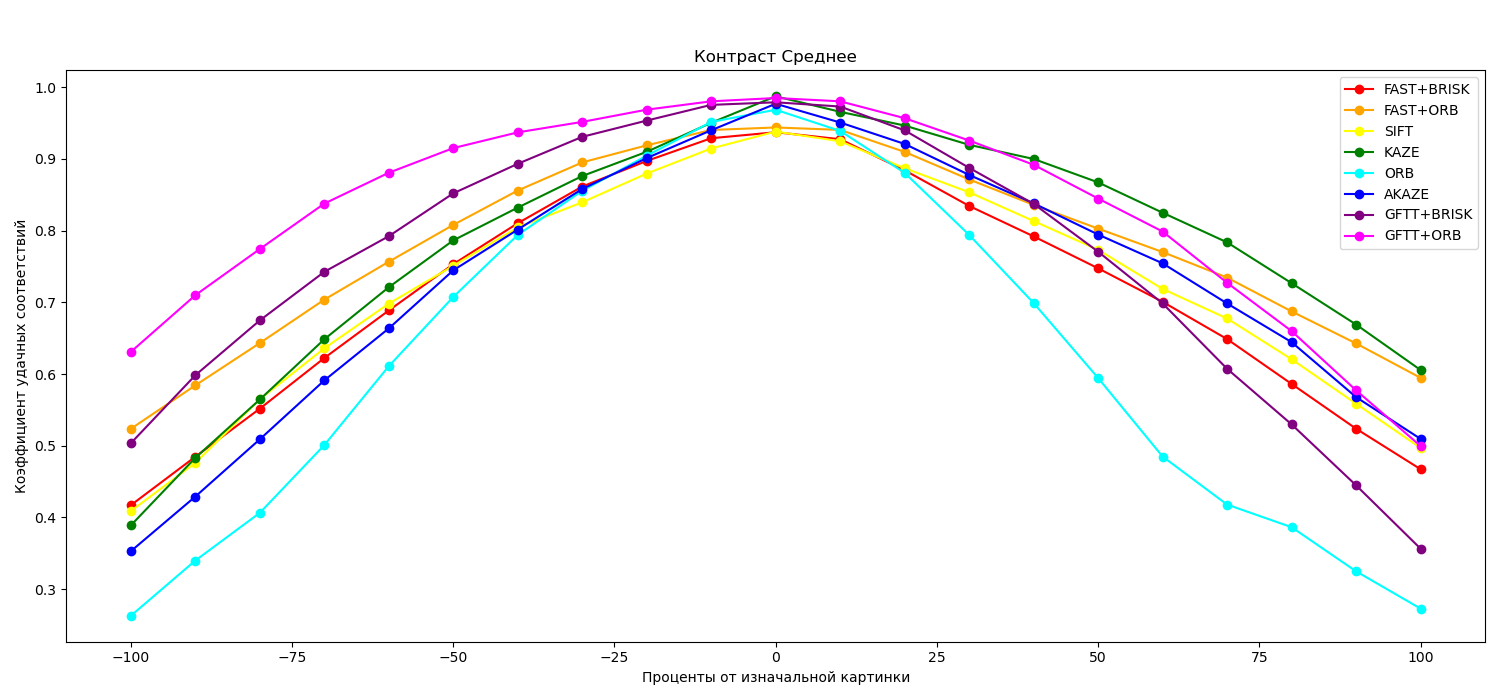 Контраст Среднее
Коэффициент удачных соответствий
1.0
0.9
0.8
0.7
0.6
0.5
0.4
0.3
FAST+BRISK
FAST+ORB
SIFT
KAZE
ORB
AKAZE
GFTT+BRISK
GFTT+ORB
−100
−75
−50
−25
0
25
50
75
100
Проценты от изначальной картинки